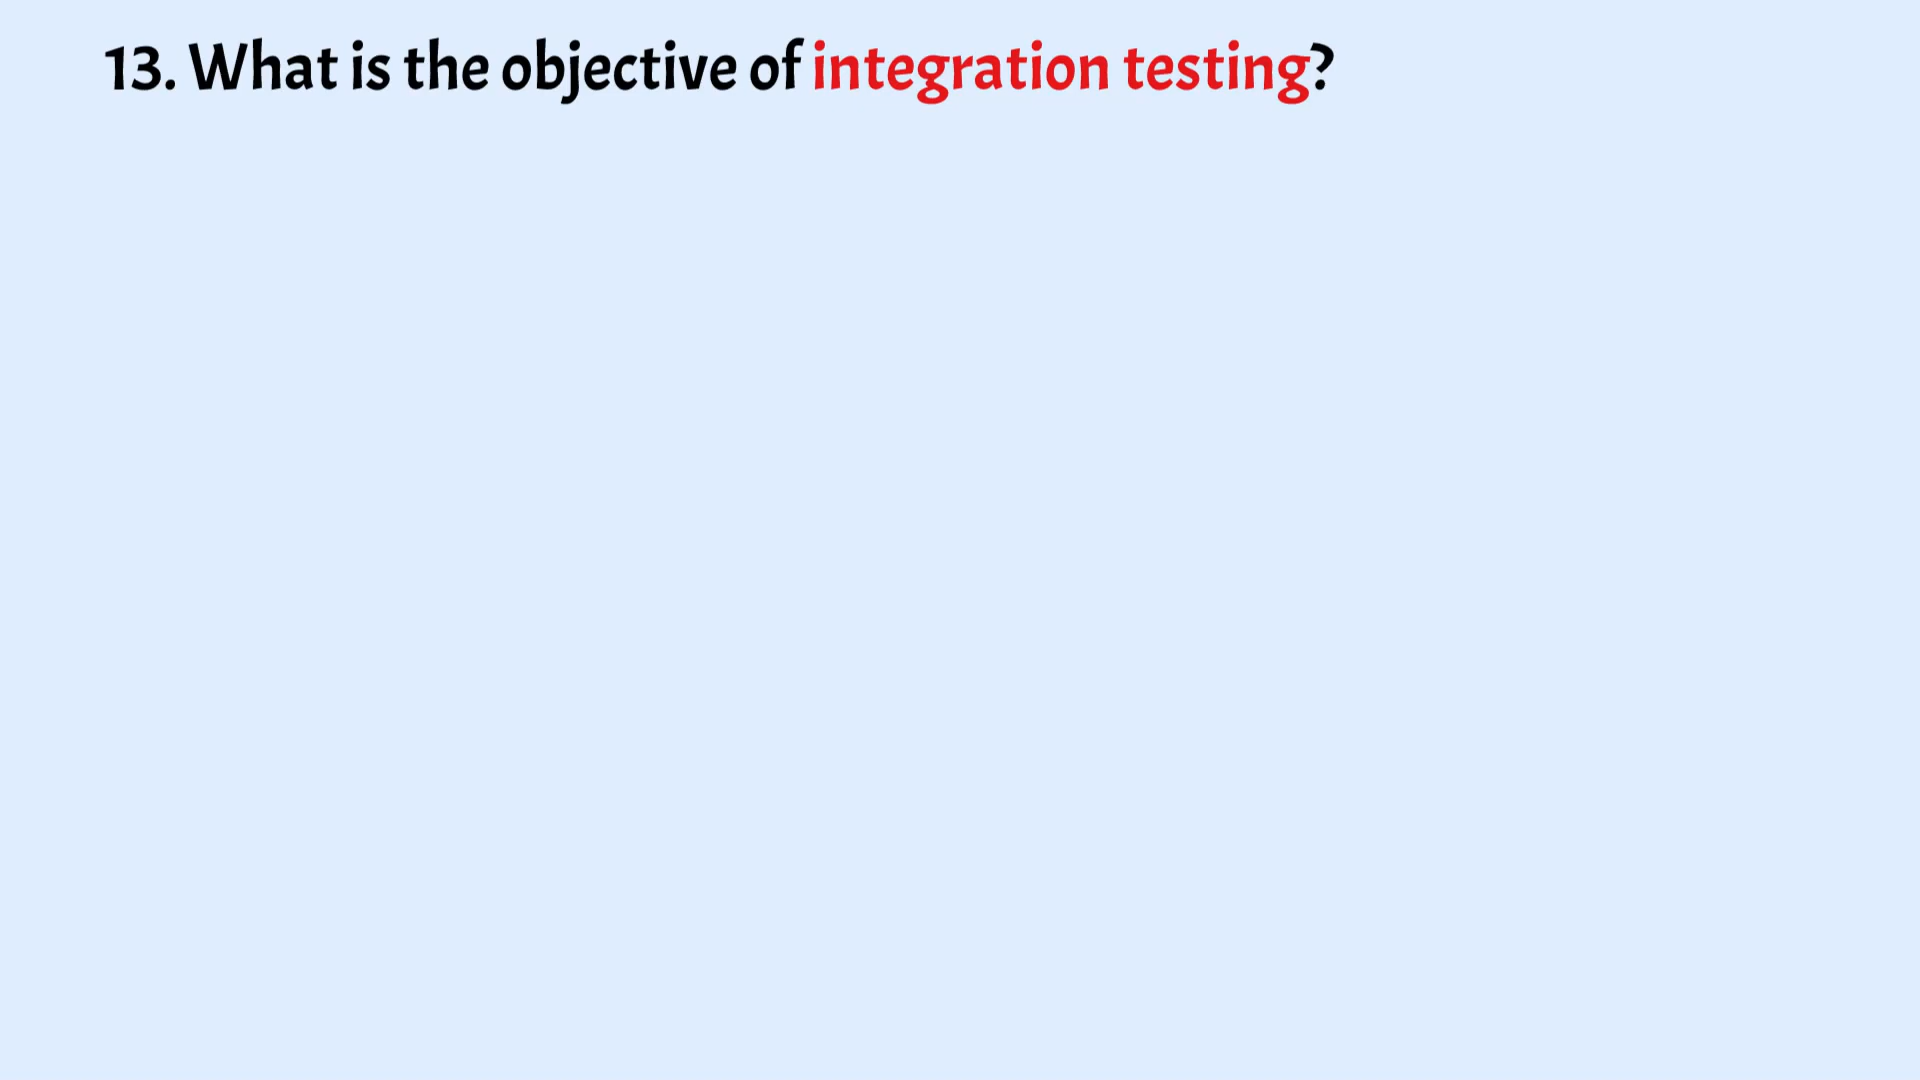 13. What is the objective of integration testing?